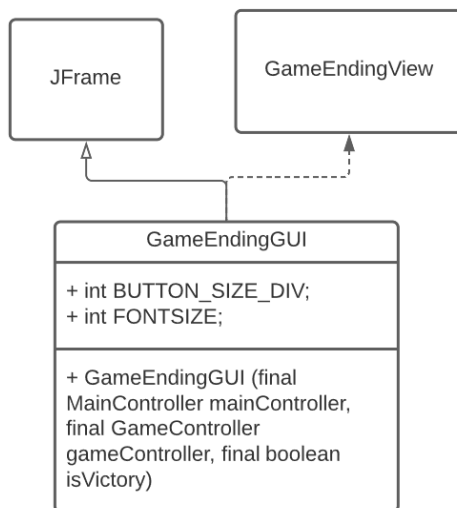 JFrame
GameEndingView
GameEndingGUI
+ int BUTTON_SIZE_DIV;
+ int FONTSIZE;
+ GameEndingGUI (final
MainController mainController,
final GameController
gameController, final boolean
isVictory)